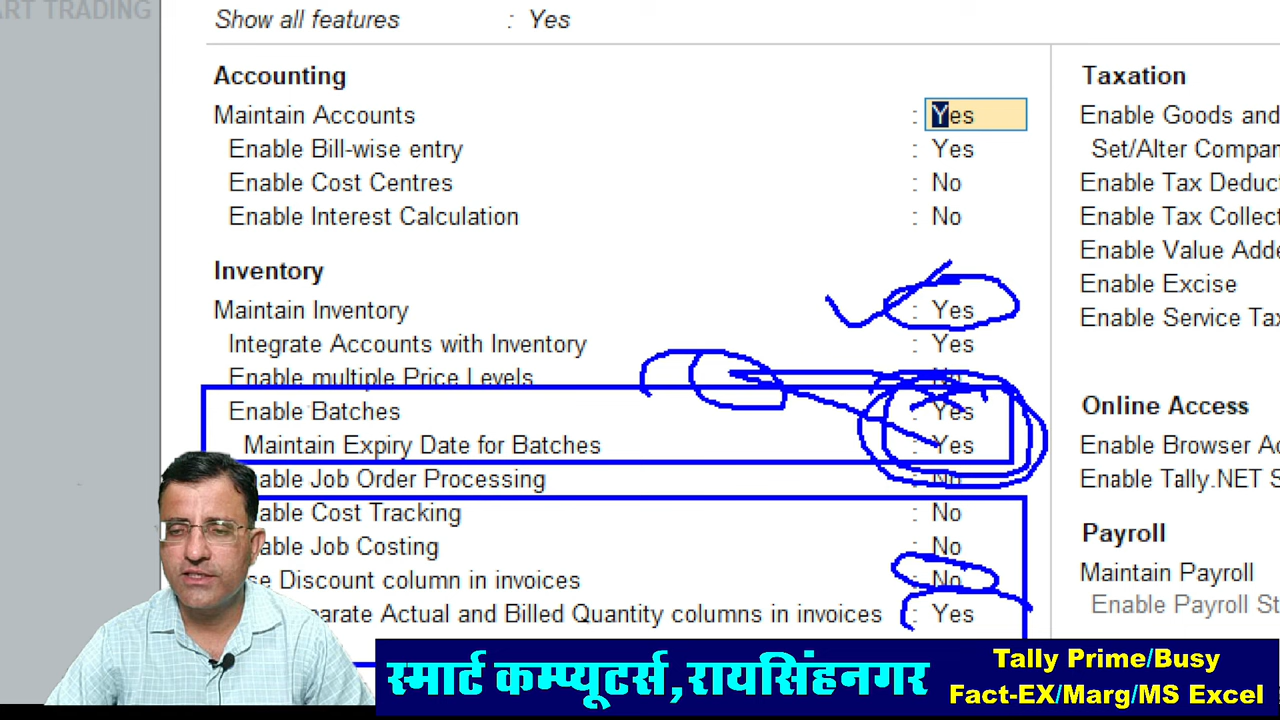 ART TRADING
Show all features : Yes
Accounting
Maintain Accounts : Yes
Enable Bill-wise entry : Yes
Enable Cost Centres : No
Enable Interest Calculation : No
Inventory
Maintain Inventory : Yes
Integrate Accounts with Inventory : Yes
Enable multiple Price Levels : No
Enable Batches : Yes
Maintain Expiry Date for Batches : Yes
nable Job Order Processing : No
able Cost Tracking : No
able Job Costing : No
se Discount column in invoices : No
parate Actual and Billed Quantity columns in invoices : Yes
Taxation
Enable Goods and
Set/Alter Compan
Enable Tax Deduct
Enable Tax Collect
Enable Value Adde
Enable Excise
Enable Service Tax
Online Access
Enable Browser Ac
Enable Tally.NET S
Payroll
Maintain Payroll
Enable Payroll St
स्मार्ट कम्प्यूटर्स,रायसिंहनगर
Tally Prime/Busy
Fact-EX/Marg/MS Excel